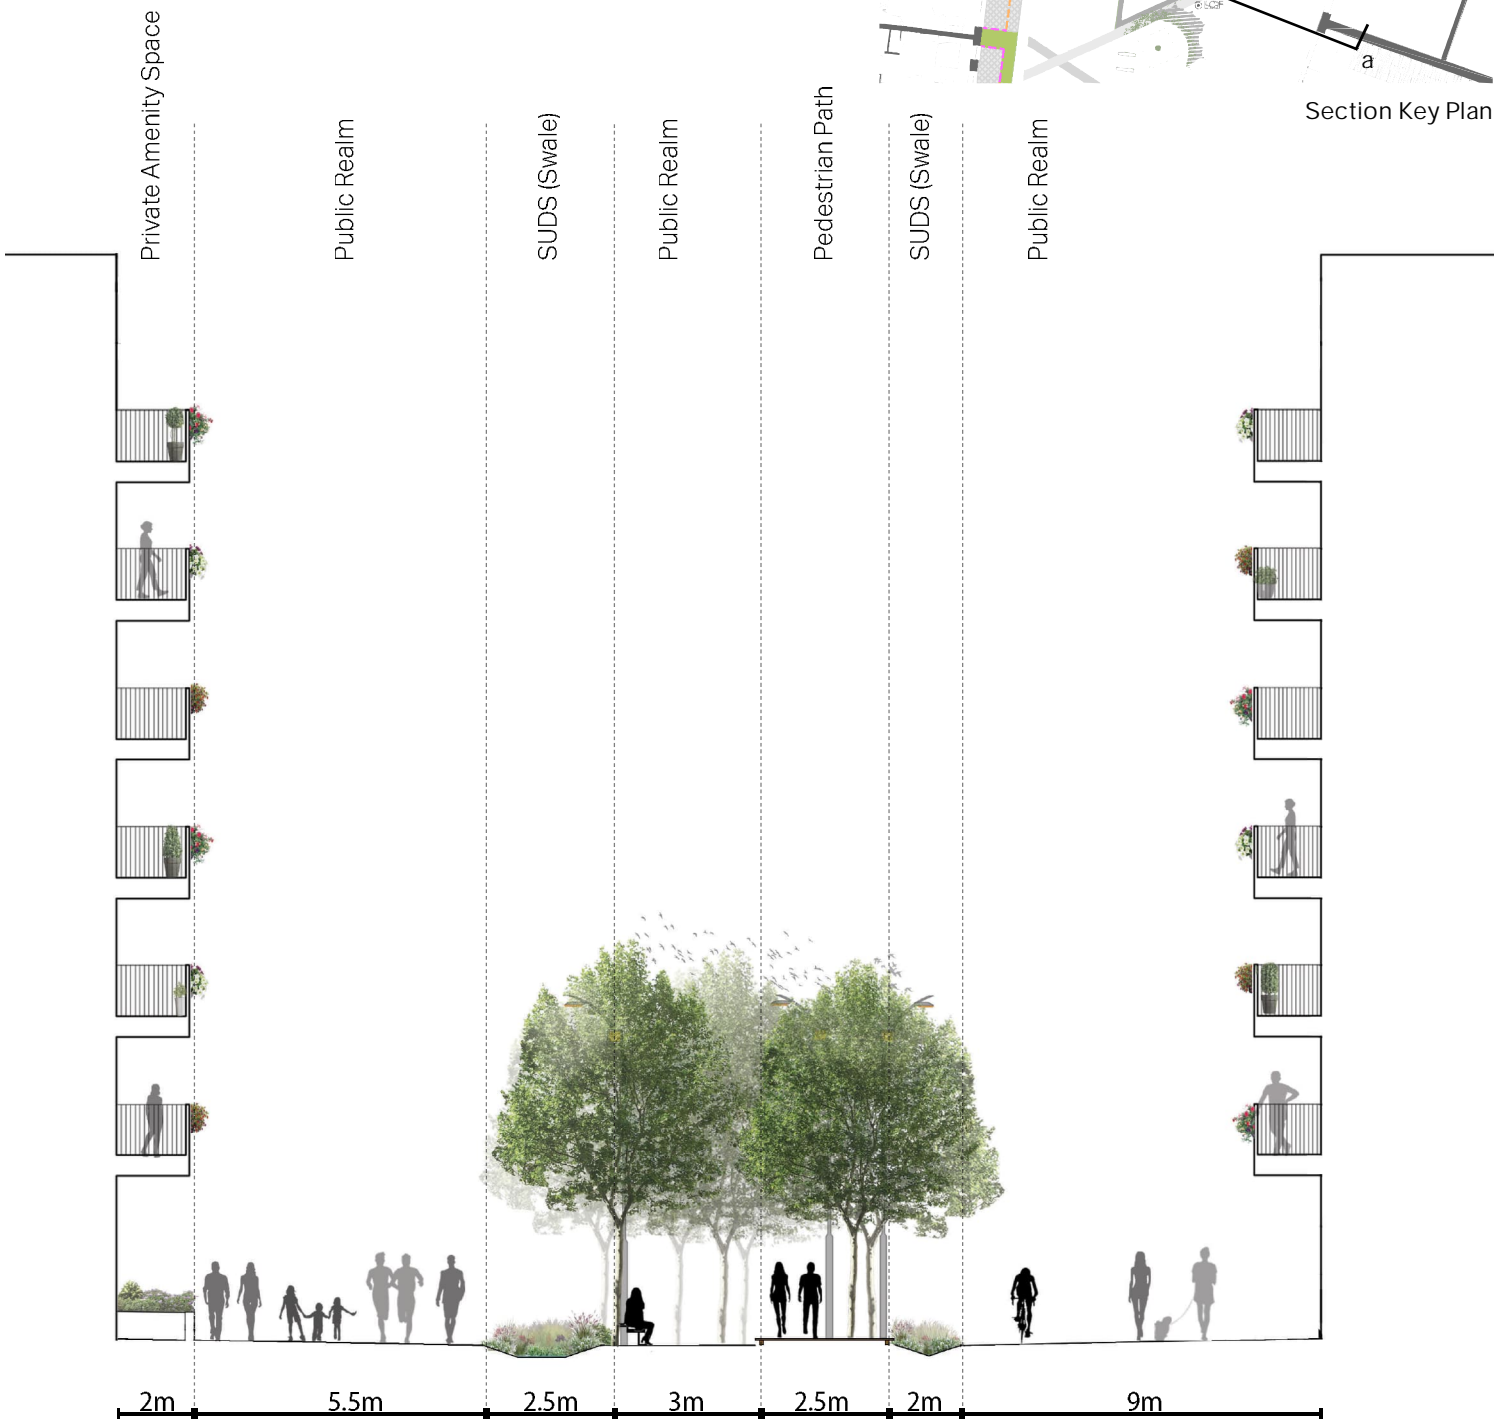 a
Section Key Plan
Private Amenity Space
Public Realm
SUDS (Swale)
Public Realm
Pedestrian Path
SUDS (Swale)
Public Realm
2m
5.5m
2.5m
3m
2.5m
2m
9m